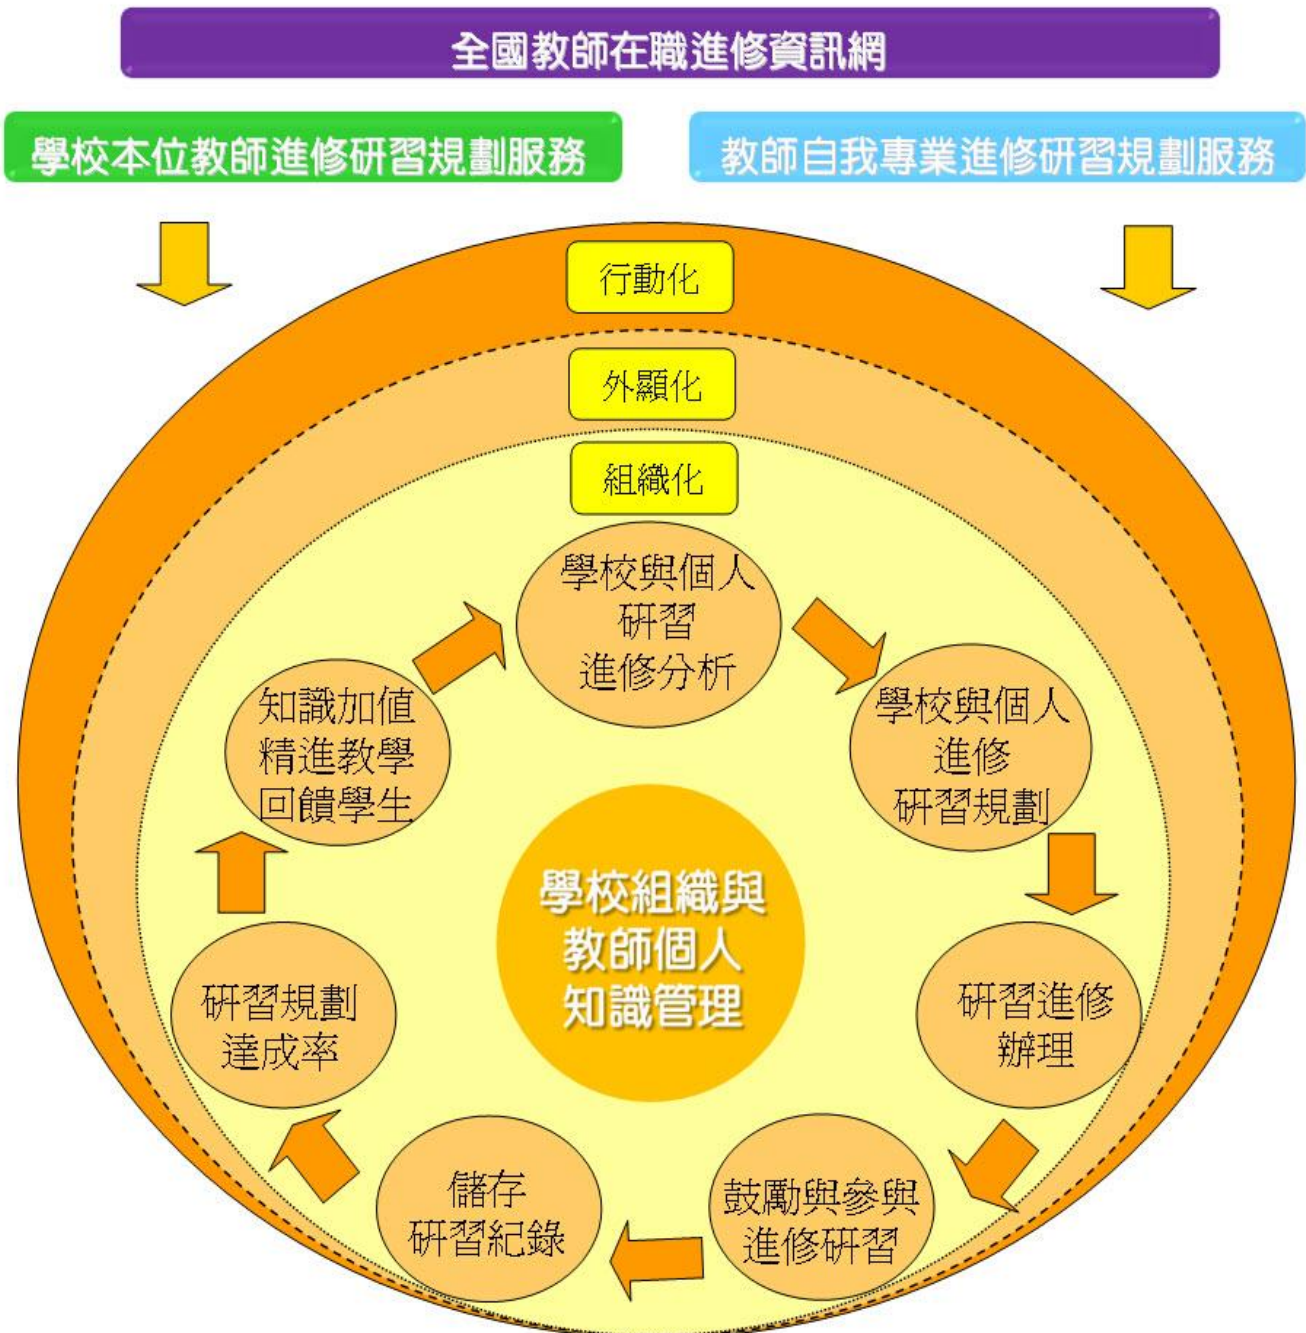 全國教師在職進修資訊網
學校本位教師進修研習規劃服務
教師自我專業進修研習規劃服務
行動化
外顯化
組織化
學校與個人
研習
進修分析
學校與個人
進修
研習規劃
研習進修
辦理
鼓勵與參與
進修研習
儲存
研習紀錄
研習規劃
達成率
知識加值
精進教學
回饋學生
學校組織與
教師個人
知識管理